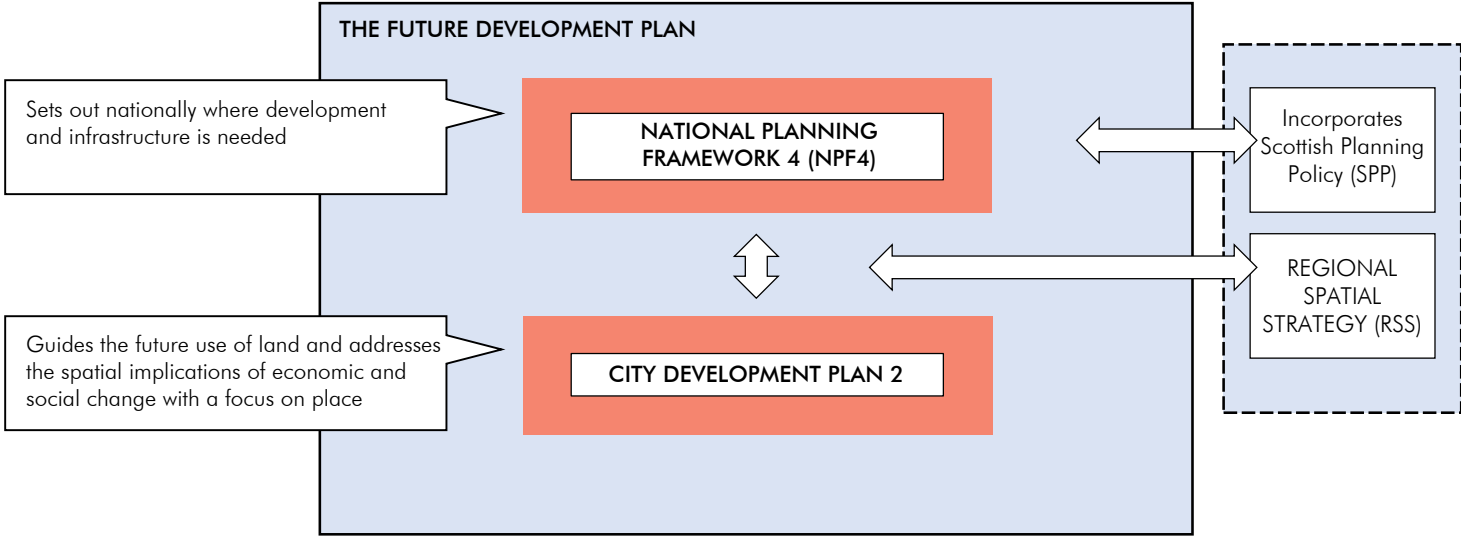 THE FUTURE DEVELOPMENT PLAN
Sets out nationally where development
and infrastructure is needed
NATIONAL PLANNING
FRAMEWORK 4 (NPF4)
Incorporates
Scottish Planning
Policy (SPP)
REGIONAL
SPATIAL
STRATEGY (RSS)
Guides the future use of land and addresses
the spatial implications of economic and
social change with a focus on place
CITY DEVELOPMENT PLAN 2